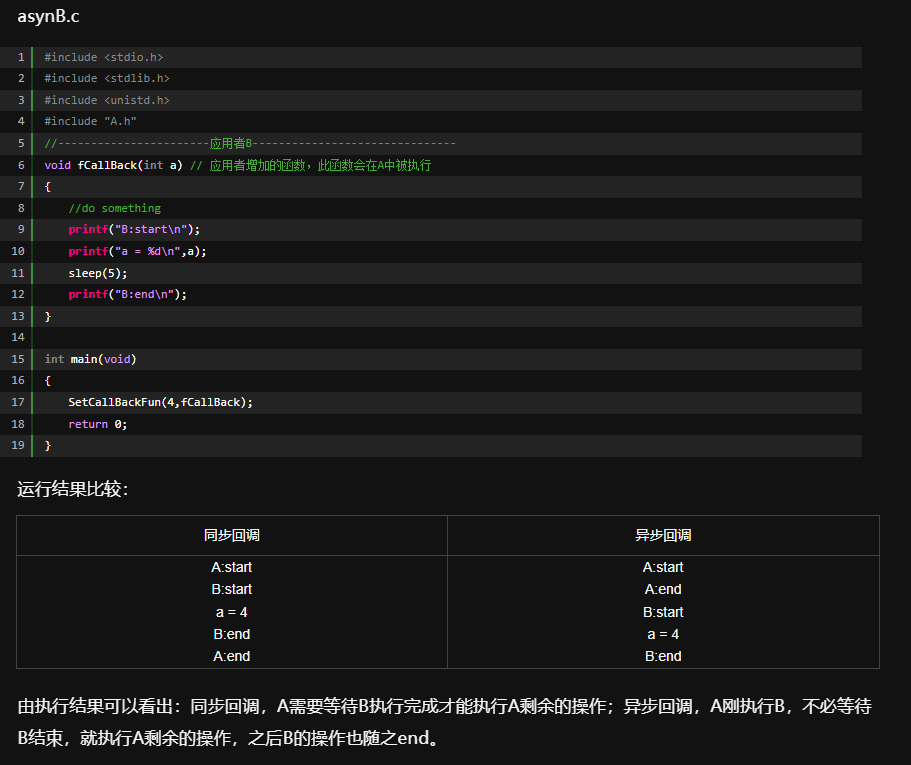 asynB.c
1 #include <stdio.h>
2 #include <stdlib.h>
3 #include <unistd.h>
4 #include "A.h"
5 //----------------------应用者B-----------------------------
6 void fCallBack(int a) // 应用者增加的函数，此函数会在A中被执行
7 {
8 //do something
9 printf("B:start\n");
10 printf("a = %d\n",a);
11 sleep(5);
12 printf("B:end\n");
13 }
14
15 int main(void)
16 {
17 SetCallBackFun(4,fCallBack);
18 return 0;
19 }
运行结果比较：
同步回调 异步回调
A:start A:start
B:start A:end
a = 4 B:start
B:end a = 4
A:end B:end
由执行结果可以看出：同步回调，A需要等待B执行完成才能执行A剩余的操作；异步回调，A刚执行B，不必等待
B结束，就执行A剩余的操作，之后B的操作也随之end。